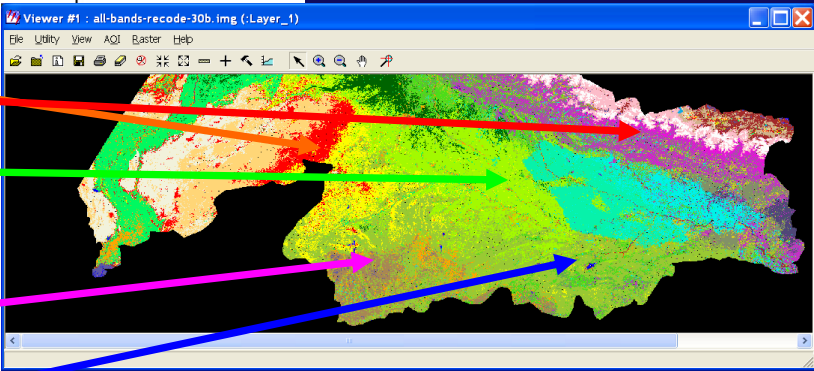 Viewer #1 : all-bands-recode-30b.img (:Layer_1)
File Utility View AOI Raster Help